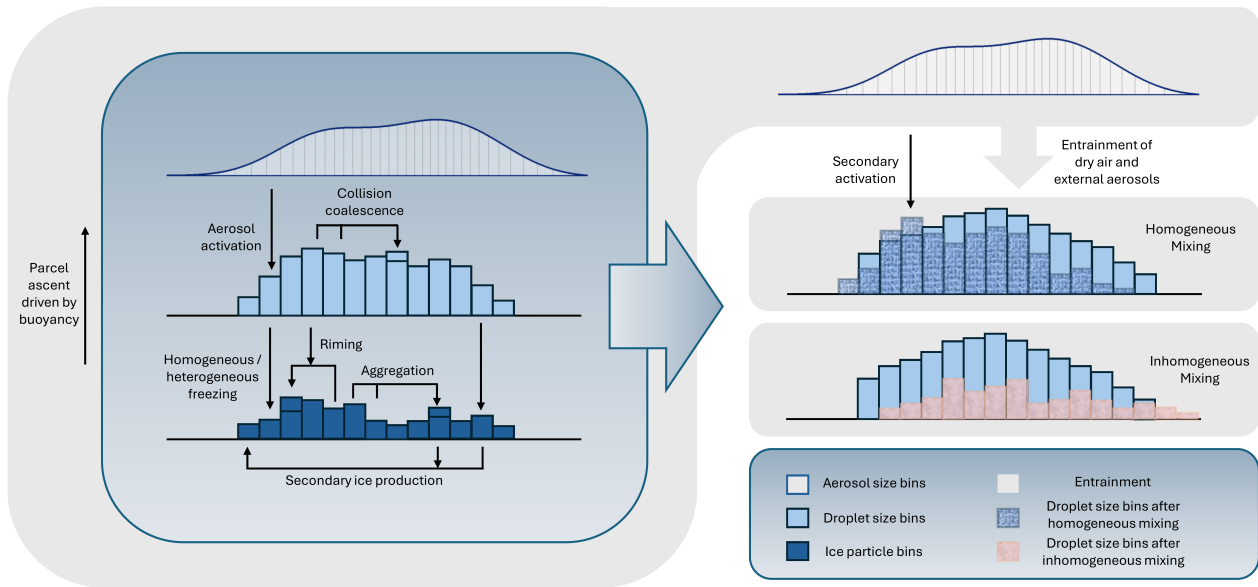 Parcel
ascent
driven by
buoyancy
Collision
coalescence
Aerosol
activation
Riming
Homogeneous /
heterogeneous
freezing
Aggregation
Secondary ice production
Secondary
activation
Entrainment of
dry air and
external aerosols
Homogeneous
Mixing
Inhomogeneous
Mixing
Aerosol size bins
Droplet size bins
Ice particle bins
Entrainment
Droplet size bins after
homogeneous mixing
Droplet size bins after
inhomogeneous mixing